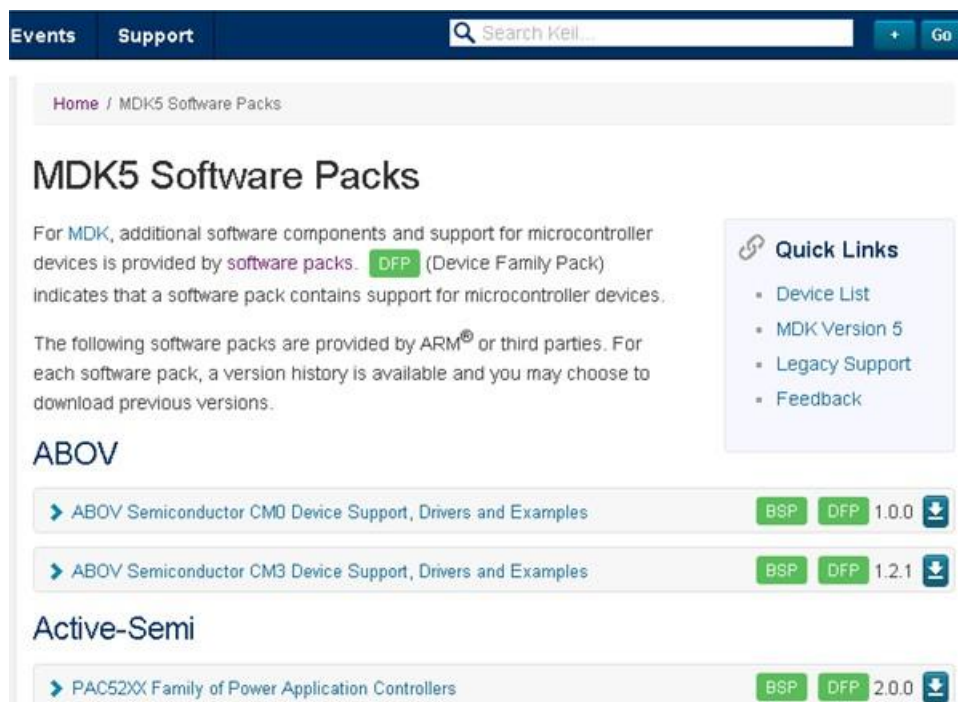 Events Support Search Keil... + Go
Home / MDK5 Software Packs
MDK5 Software Packs
For MDK, additional software components and support for microcontroller
devices is provided by software packs. DFP (Device Family Pack)
indicates that a software pack contains support for microcontroller devices.
The following software packs are provided by ARM® or third parties. For
each software pack, a version history is available and you may choose to
download previous versions.
Quick Links
Device List
MDK Version 5
Legacy Support
Feedback
ABOV
ABOV Semiconductor CM0 Device Support, Drivers and Examples BSP DFP 1.0.0
ABOV Semiconductor CM3 Device Support, Drivers and Examples BSP DFP 1.2.1
Active-Semi
PAC52XX Family of Power Application Controllers BSP DFP 2.0.0